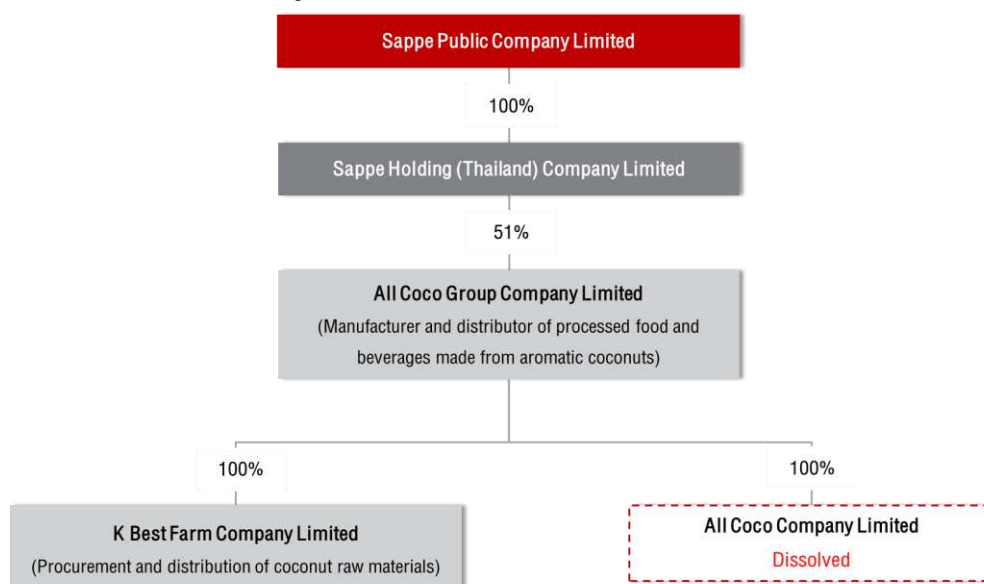 Sappe Public Company Limited
100%
Sappe Holding (Thailand) Company Limited
51%
All Coco Group Company Limited
(Manufacturer and distributor of processed food and
beverages made from aromatic coconuts)
100%
100%
K Best Farm Company Limited
(Procurement and distribution of coconut raw materials)
All Coco Company Limited
Dissolved